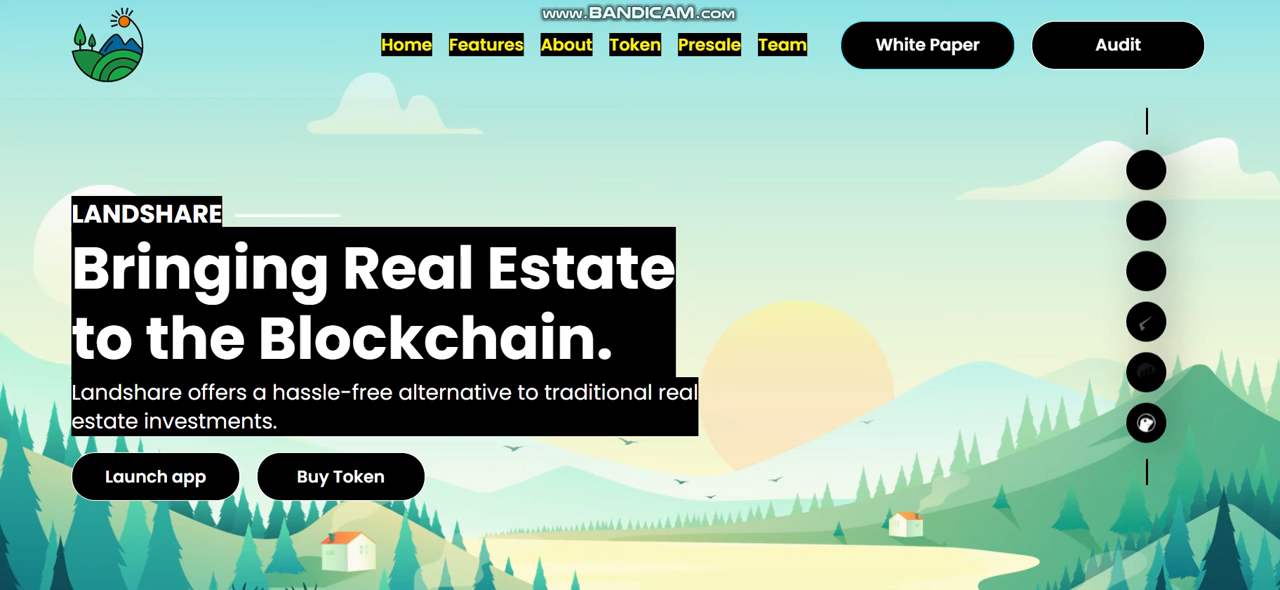 www.BANDICAM.com
Home Features About Token Presale Team White Paper Audit
LANDSHARE
Bringing Real Estate
to the Blockchain.
Landshare offers a hassle-free alternative to traditional real
estate investments.
Launch app Buy Token